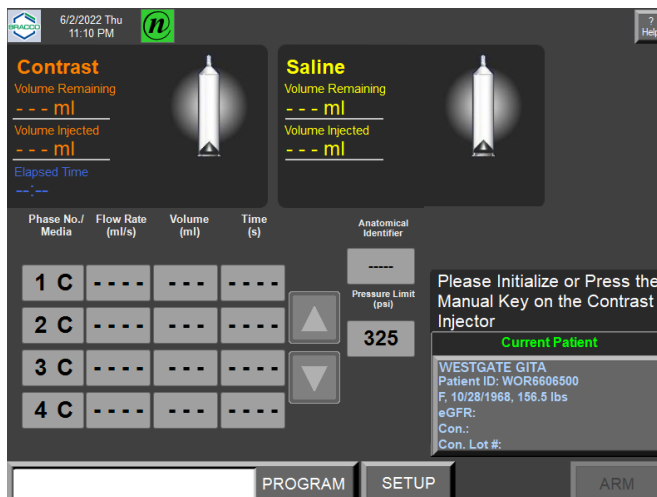 BRACCO
6/2/2022 Thu
11:10 PM
n
?
Help
Contrast
Volume Remaining
- - - ml
Volume Injected
- - - ml
Elapsed Time
--:--
Saline
Volume Remaining
- - - ml
Volume Injected
- - - ml
Phase No./ Flow Rate Volume Time
Media (ml/s) (ml) (s)
Anatomical
Identifier
-----
Pressure Limit
(psi)
325
1 C - - - - - - - - - - -
2 C - - - - - - - - - - -
3 C - - - - - - - - - - -
4 C - - - - - - - - - - -
Please Initialize or Press the
Manual Key on the Contrast
Injector
Current Patient
WESTGATE GITA
Patient ID: WOR6606500
F, 10/28/1968, 156.5 lbs
eGFR:
Con.:
Con. Lot #:
PROGRAM SETUP ARM